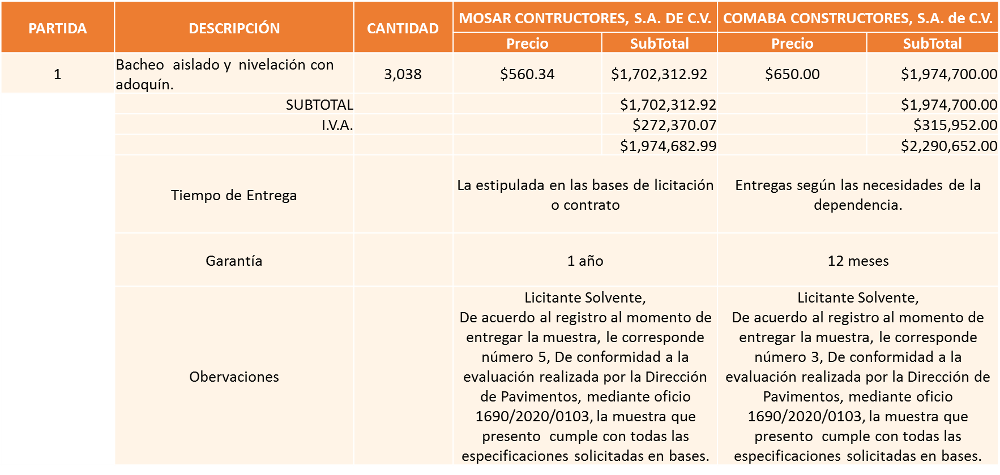 PARTIDA DESCRIPCIÓN CANTIDAD MOSAR CONTRUCTORES, S.A. DE C.V. COMABA CONSTRUCTORES, S.A. de C.V.
Precio SubTotal Precio SubTotal
1 Bacheo aislado y nivelación con adoquín. 3,038 $560.34 $1,702,312.92 $650.00 $1,974,700.00
SUBTOTAL $1,702,312.92 $1,974,700.00
I.V.A. $272,370.07 $315,952.00
$1,974,682.99 $2,290,652.00
Tiempo de Entrega
La estipulada en las bases de licitación
o contrato
Entregas según las necesidades de la
dependencia.
Garantía 1 año 12 meses
Obervaciones
Licitante Solvente,
De acuerdo al registro al momento de
entregar la muestra, le corresponde
número 5, De conformidad a la
evaluación realizada por la Dirección
de Pavimentos, mediante oficio
1690/2020/0103, la muestra que
presento cumple con todas las
especificaciones solicitadas en bases.
Licitante Solvente,
De acuerdo al registro al momento de
entregar la muestra, le corresponde
número 3, De conformidad a la
evaluación realizada por la Dirección de
Pavimentos, mediante oficio
1690/2020/0103, la muestra que
presento cumple con todas las
especificaciones solicitadas en bases.